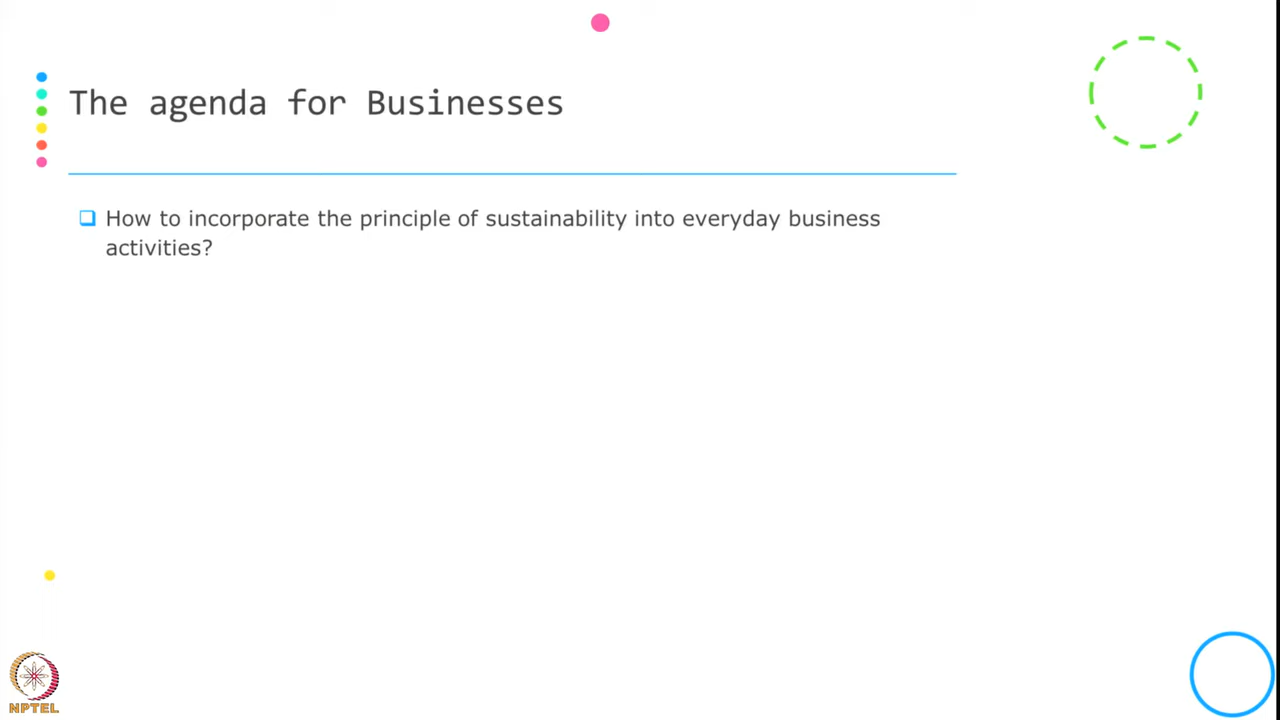 The agenda for Businesses
How to incorporate the principle of sustainability into everyday business
activities?
NPTEL